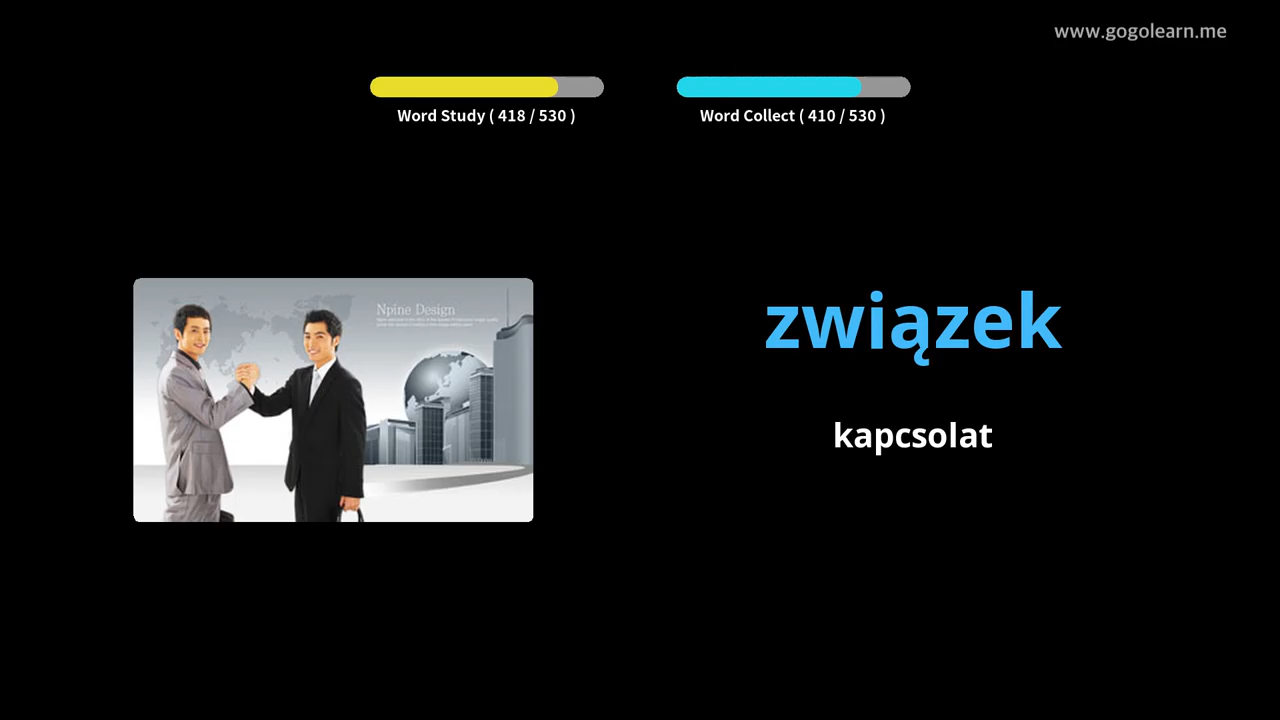 www.gogolearn.me
Word Study ( 418 / 530 )
Word Collect ( 410 / 530 )
Npine Design
związek
kapcsolat